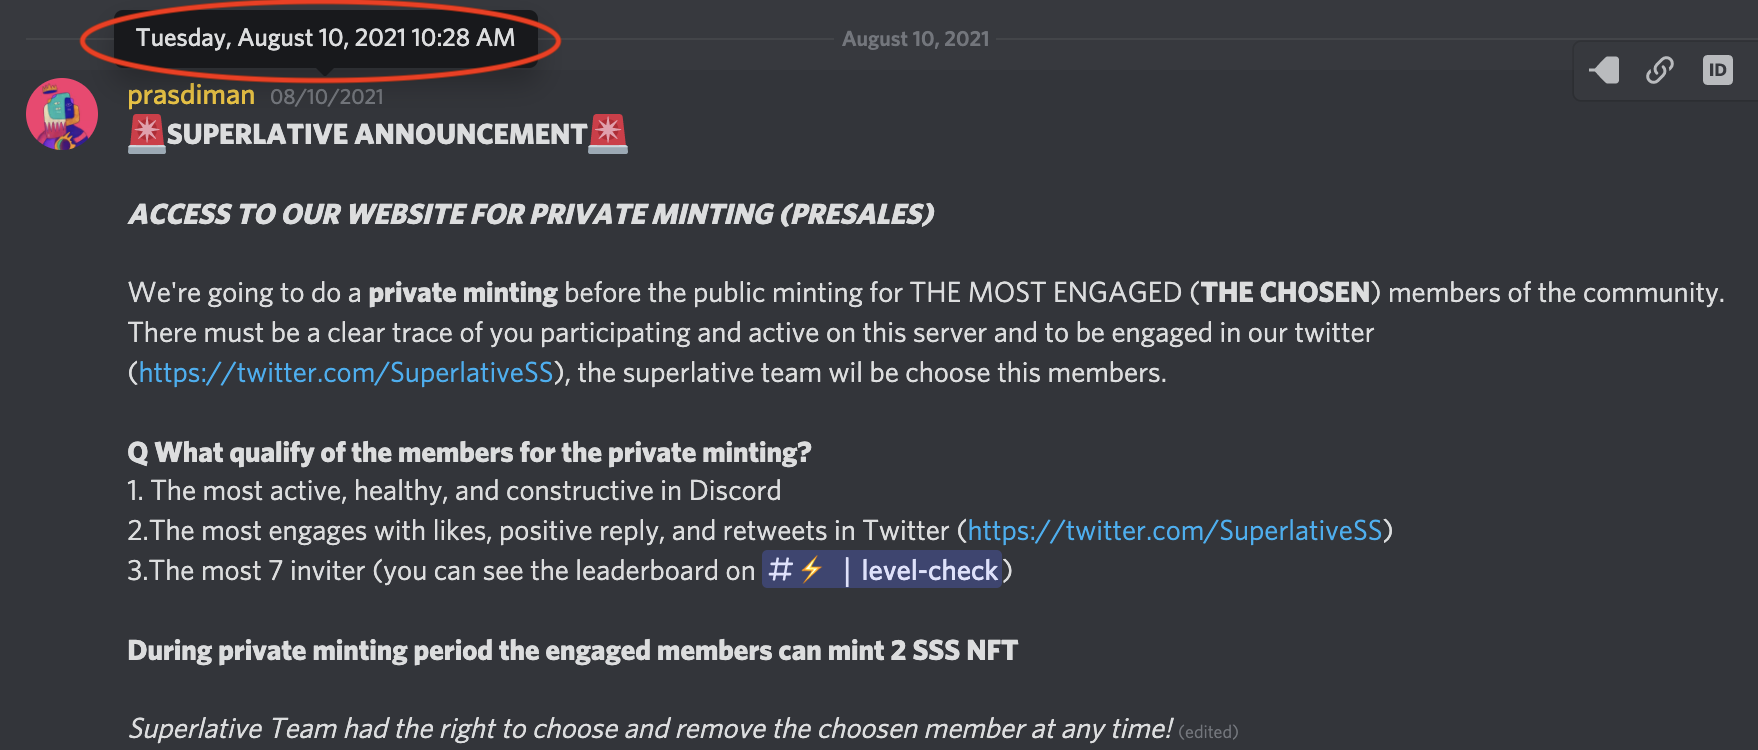 Tuesday, August 10, 2021 10:28 AM
August 10, 2021
ID
prasdiman 08/10/2021
SUPERLATIVE ANNOUNCEMENT
ACCESS TO OUR WEBSITE FOR PRIVATE MINTING (PRESALES)
We're going to do a private minting before the public minting for THE MOST ENGAGED (THE CHOSEN) members of the community.
There must be a clear trace of you participating and active on this server and to be engaged in our twitter
(https://twitter.com/SuperlativeSS), the superlative team wil be choose this members.
Q What qualify of the members for the private minting?
1. The most active, healthy, and constructive in Discord
2.The most engages with likes, positive reply, and retweets in Twitter (https://twitter.com/SuperlativeSS)
3.The most 7 inviter (you can see the leaderboard on #⚡ | level-check)
During private minting period the engaged members can mint 2 SSS NFT
Superlative Team had the right to choose and remove the choosen member at any time! (edited)